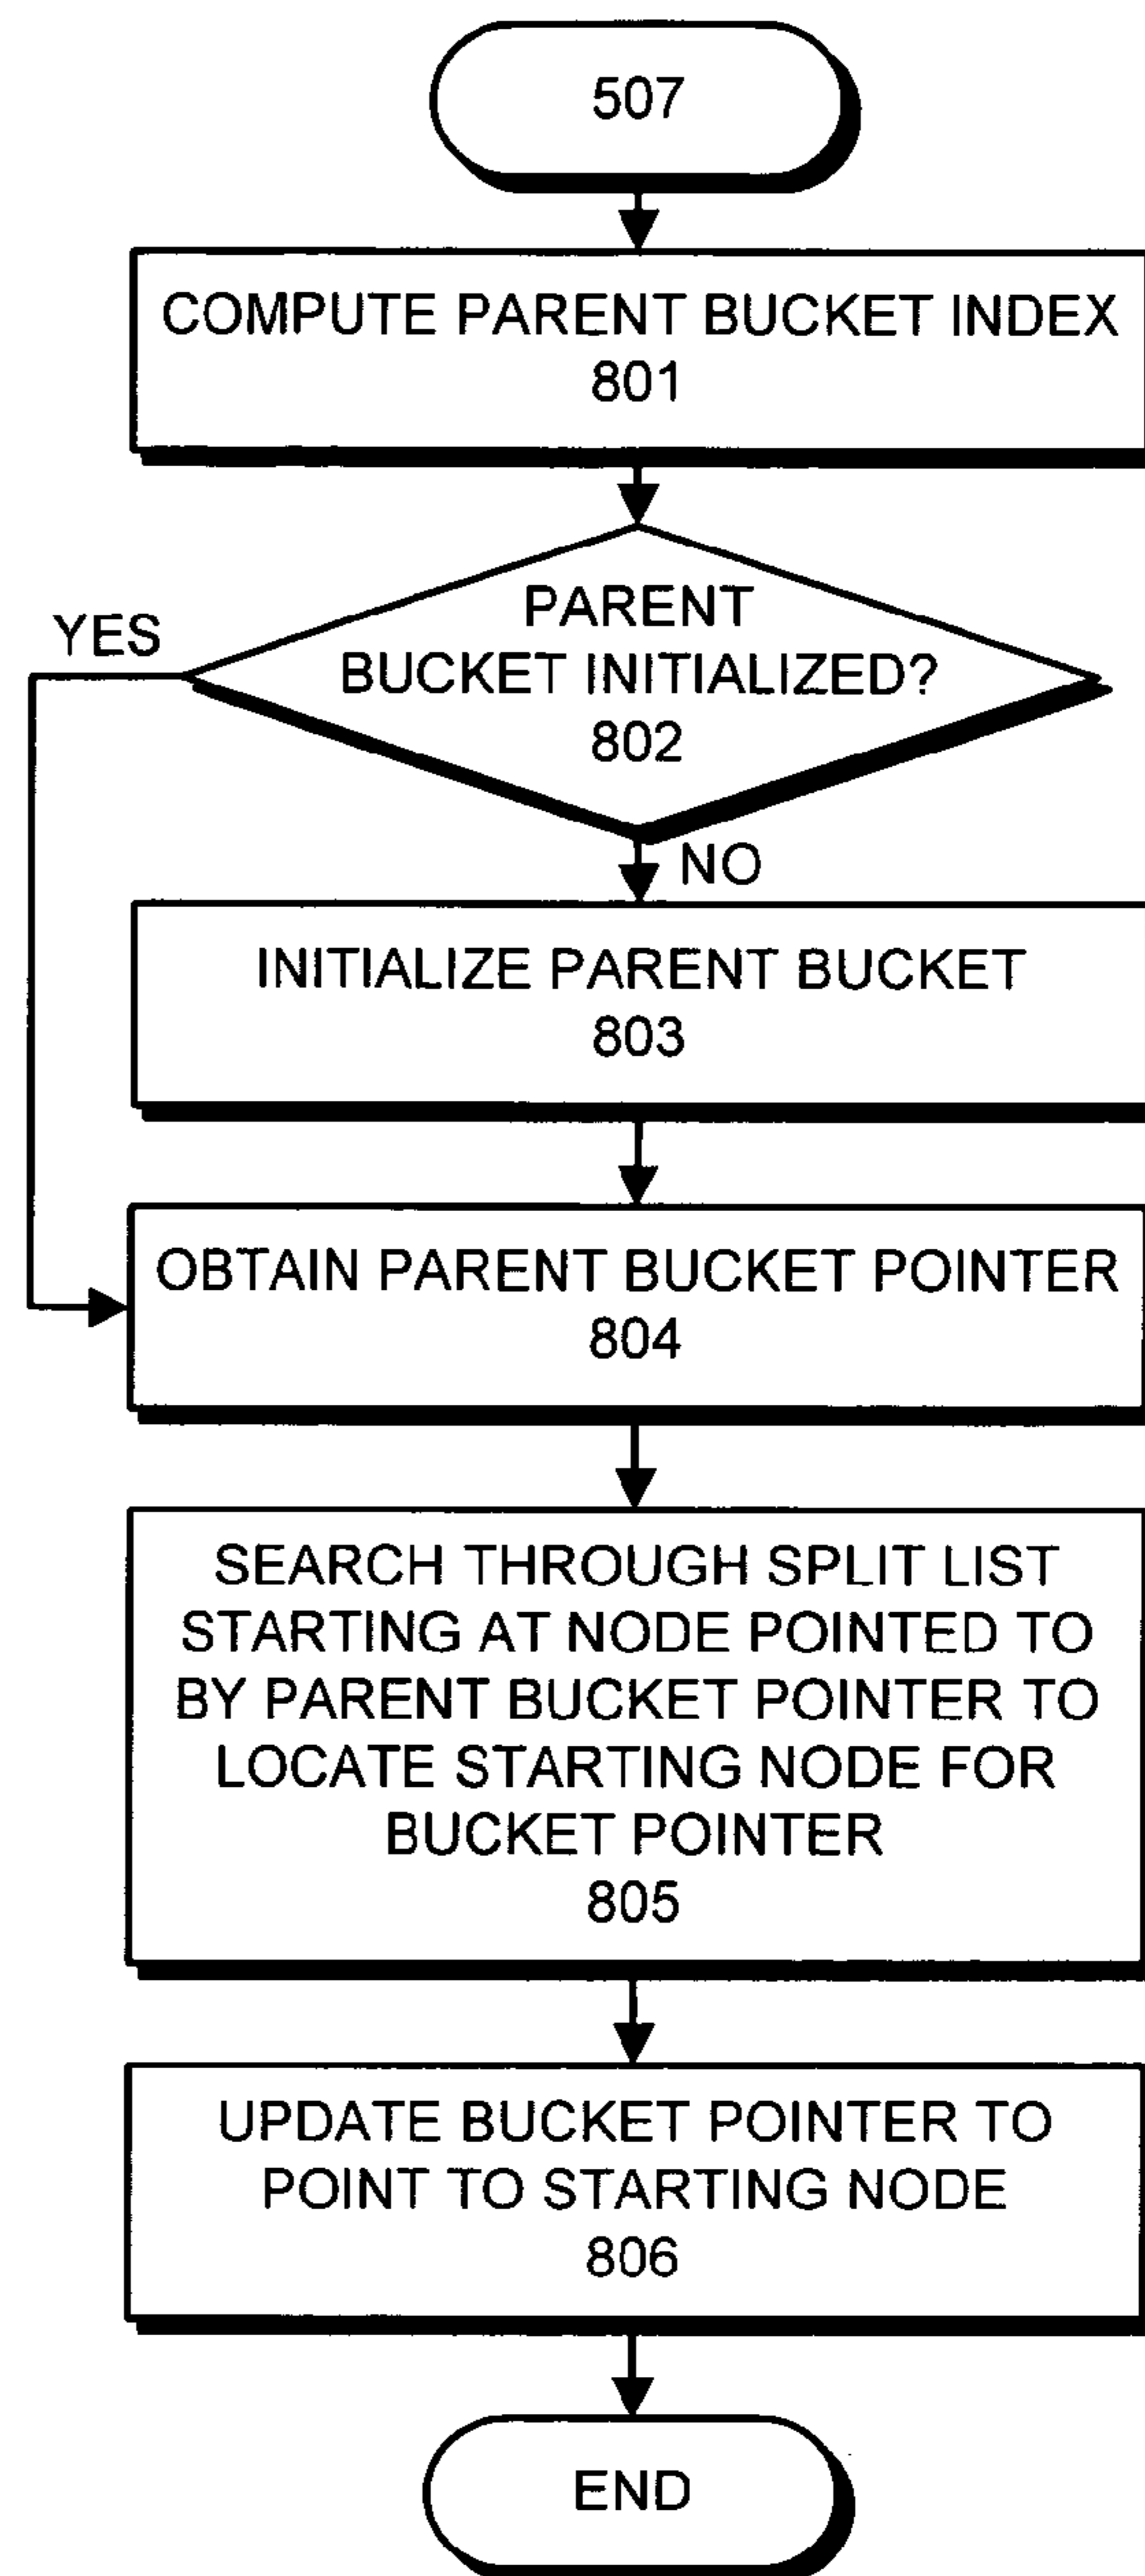 507
COMPUTE PARENT BUCKET INDEX
801
PARENT
BUCKET INITIALIZED?
802
YES
NO
INITIALIZE PARENT BUCKET
803
OBTAIN PARENT BUCKET POINTER
804
SEARCH THROUGH SPLIT LIST
STARTING AT NODE POINTED TO
BY PARENT BUCKET POINTER TO
LOCATE STARTING NODE FOR
BUCKET POINTER
805
UPDATE BUCKET POINTER TO
POINT TO STARTING NODE
806
END